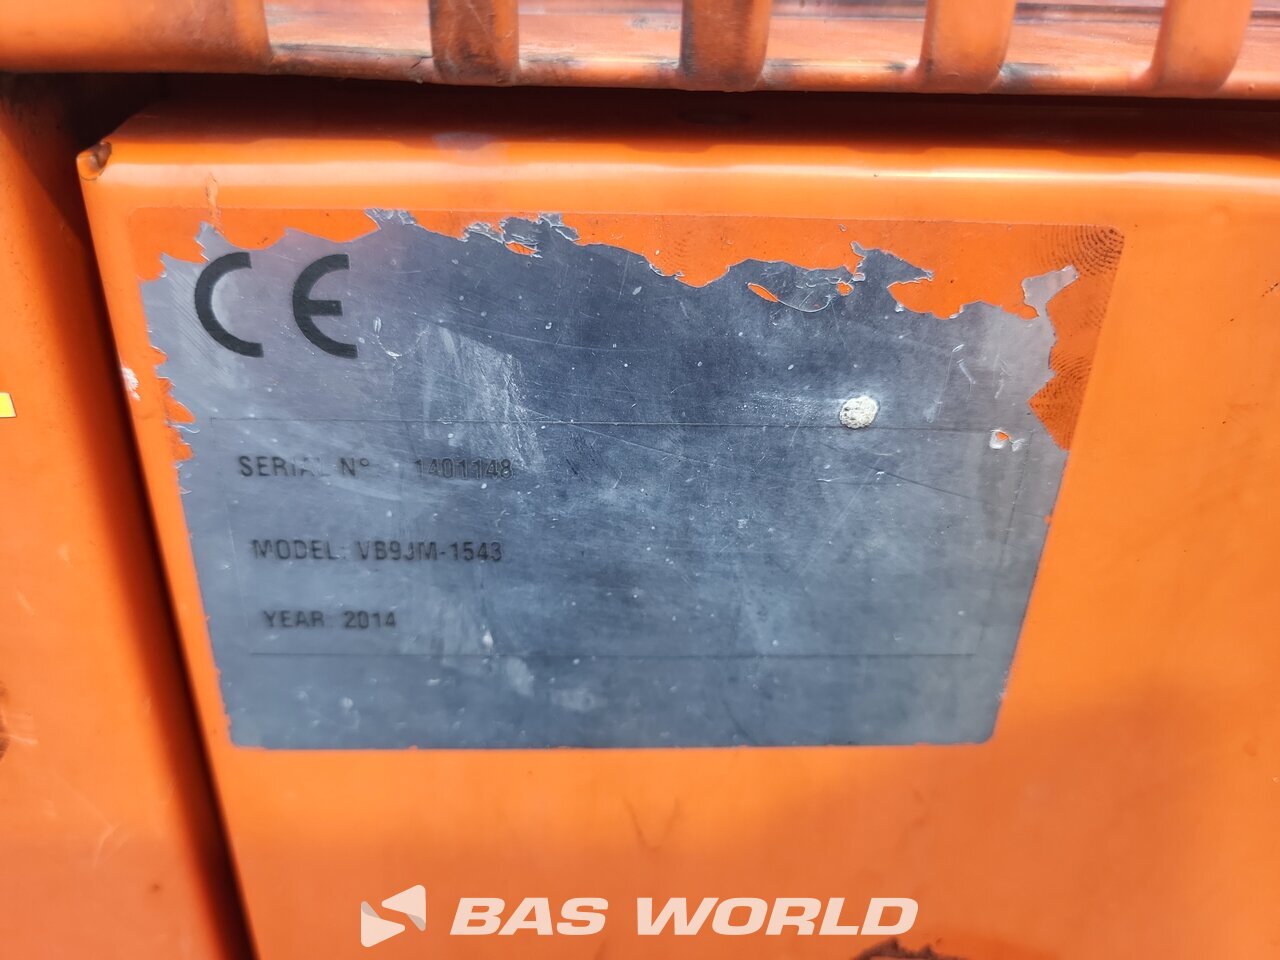 CE
SERIAL N° 1401148
MODEL: VB9JM-1543
YEAR: 2014
BAS WORLD